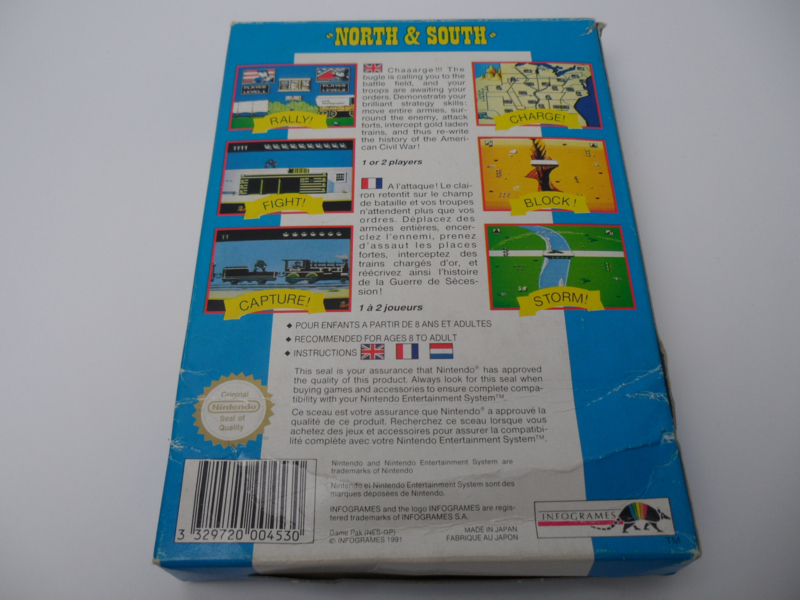 NORTH & SOUTH
RALLY!
FIGHT!
CAPTURE!
Chaaarge!!! The
bugle is calling you to the
battle field, and your
troops are awaiting your
orders. Demonstrate your
brilliant strategy skills:
move entire armies, sur-
round the enemy, attack
forts, intercept gold laden
trains, and thus re-write
the history of the Ameri-
can Civil War!
1 or 2 players
A l'attaque! Le clai-
ron retentit sur le champ
de bataille et vos troupes
n'attendent plus que vos
ordres. Déplacez des
armées entières, encer-
clez l'ennemi, prenez
d'assaut les places
fortes, interceptez des
trains chargés d'or, et
réécrivez ainsi l'histoire
de la Guerre de Séces-
sion!
1 à 2 joueurs
CHARGE!
BLOCK!
STORM!
◆ POUR ENFANTS A PARTIR DE 8 ANS ET ADULTES
◆ RECOMMENDED FOR AGES 8 TO ADULT
◆ INSTRUCTIONS
This seal is your assurance that Nintendo® has approved
the quality of this product. Always look for this seal when
buying games and accessories to ensure complete compa-
tibility with your Nintendo Entertainment System™.
Ce sceau est votre assurance que Nintendo® a approuvé la
qualité de ce produit. Recherchez ce sceau lorsque vous
achetez des jeux et accessoires pour assurer la compatibi-
lité complète avec votre Nintendo Entertainment System™.
Original
Nintendo
Seal of
Quality
Nintendo and Nintendo Entertainment System are
trademarks of Nintendo
Nintendo et Nintendo Entertainment System sont des
marques déposées de Nintendo.
INFOGRAMES and the logo INFOGRAMES are regis-
tered trademarks of INFOGRAMES S.A.
Game Pak (NES-GP)
© INFOGRAMES 1991
MADE IN JAPAN
FABRIQUE AU JAPON
3 329720 004530
INFOGRAMES
TM